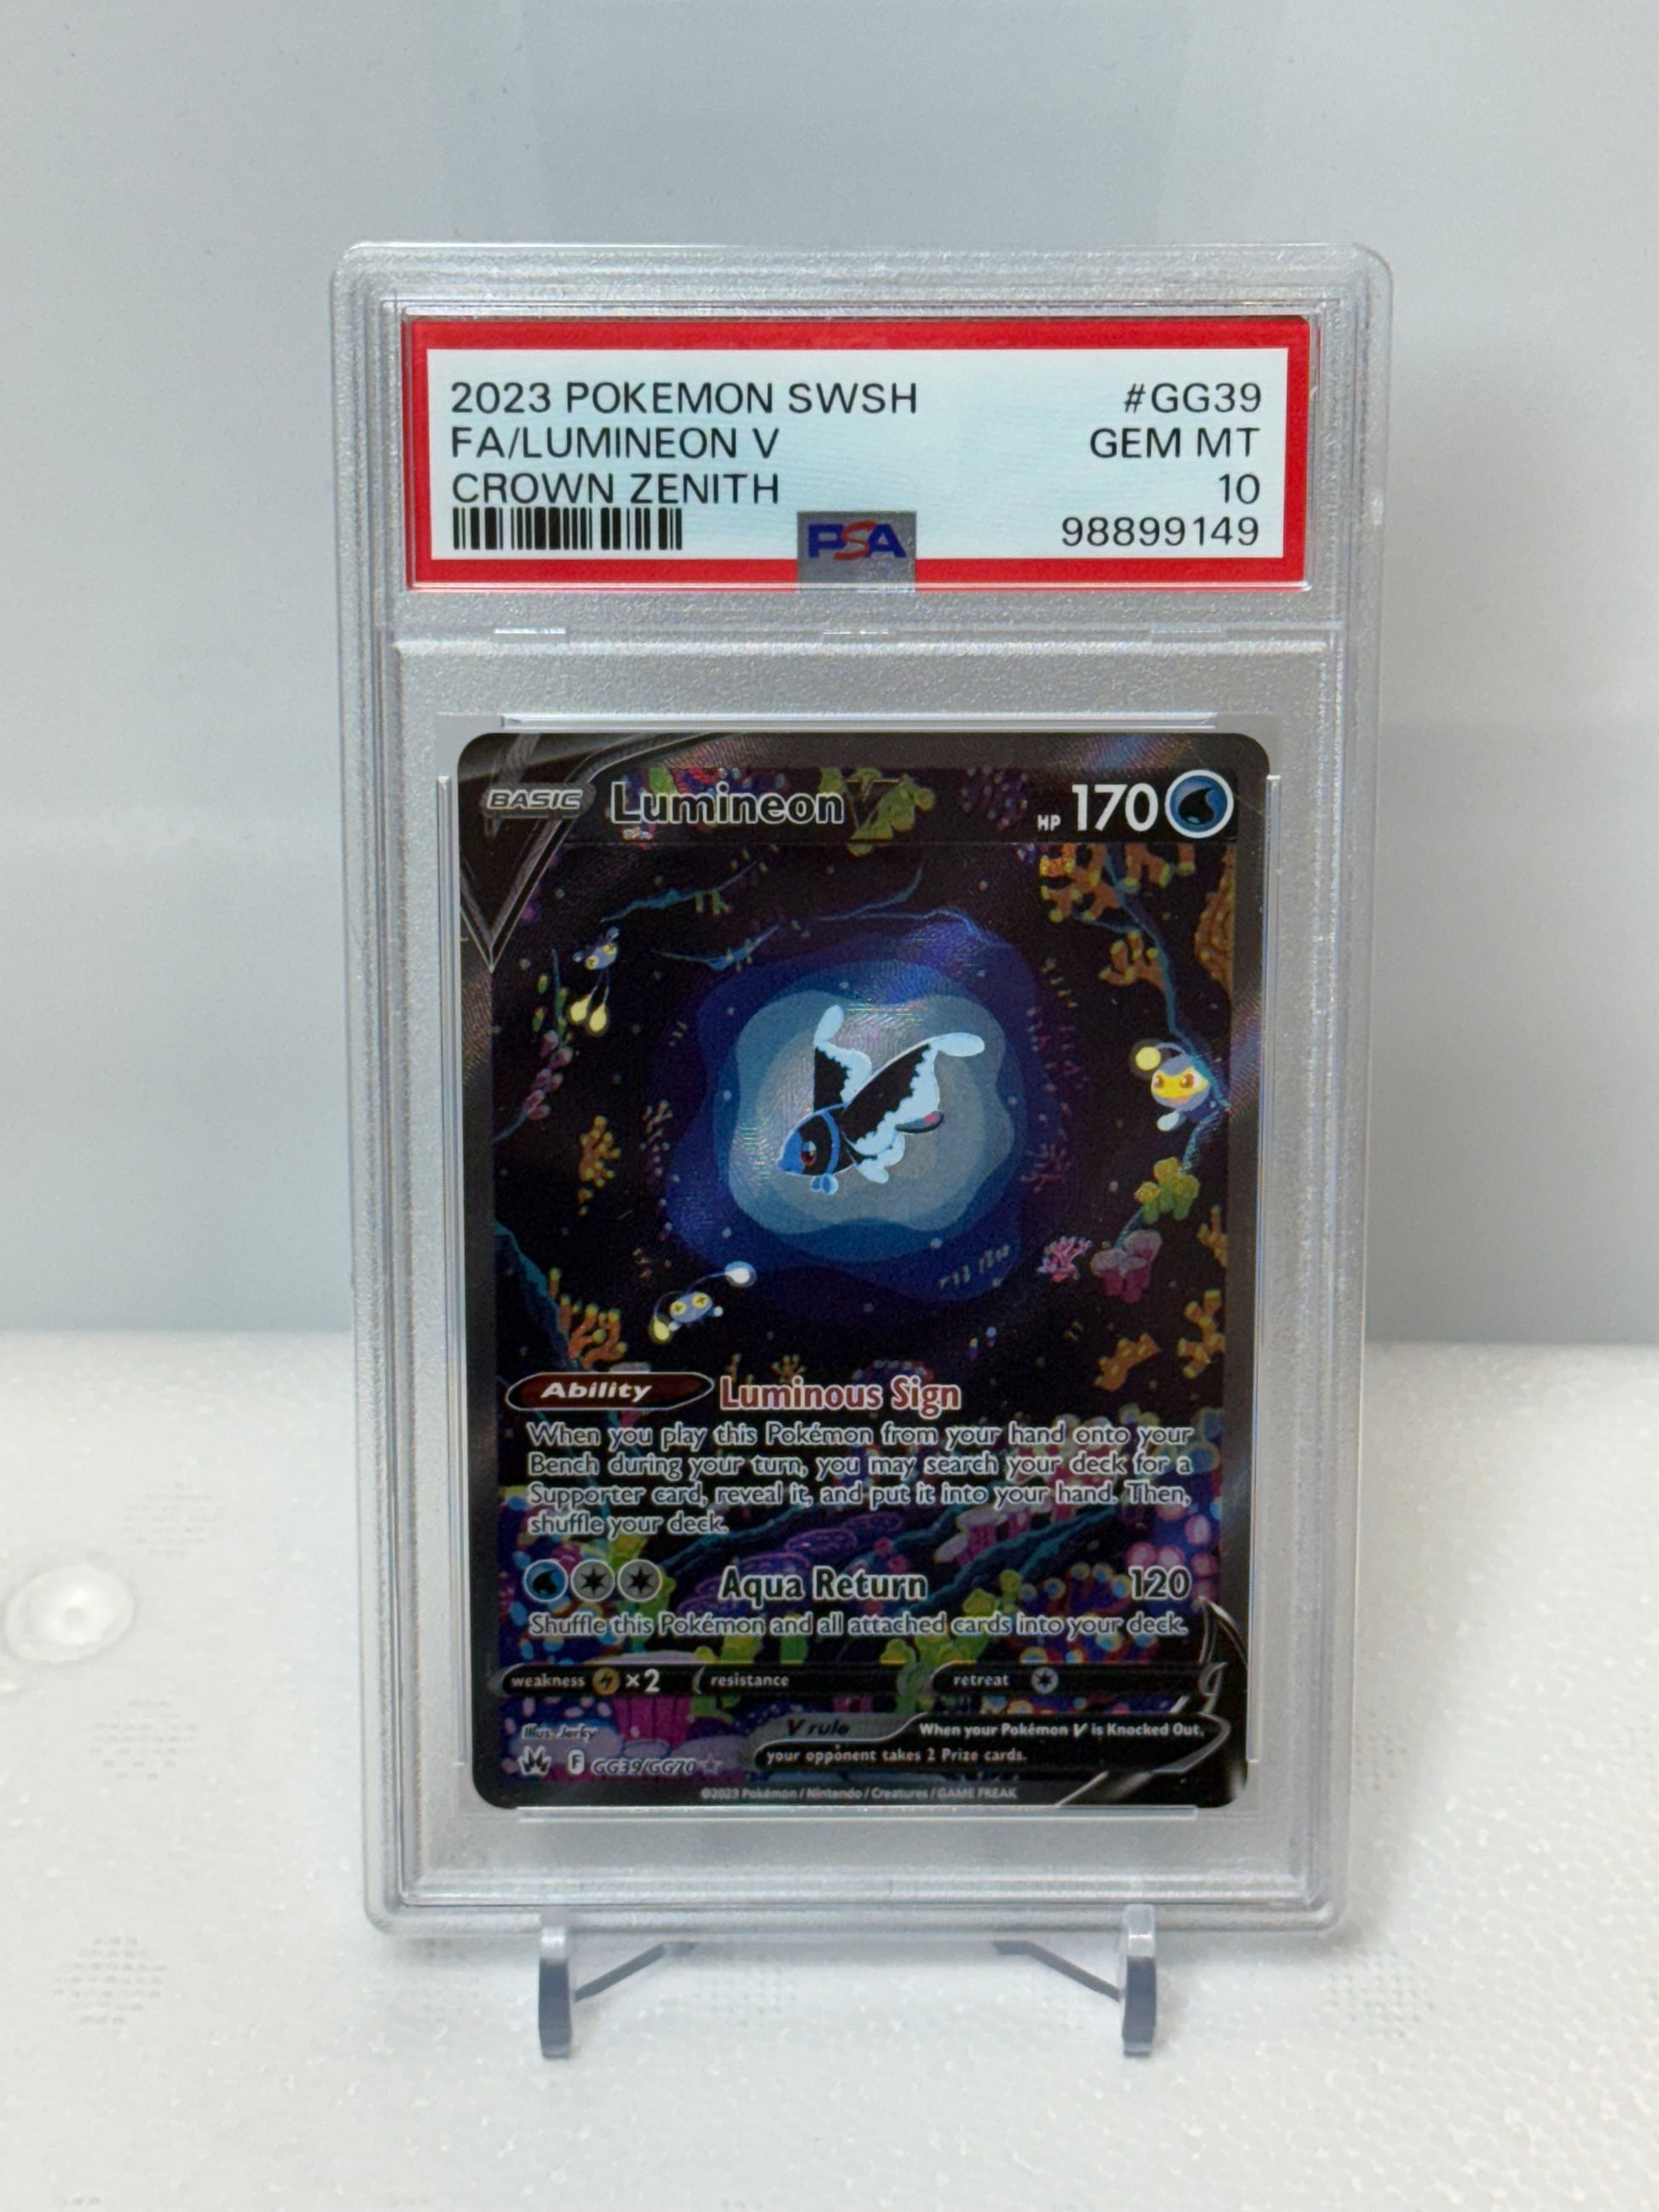 2023 POKEMON SWSH #GG39
FA/LUMINEON V GEM MT
CROWN ZENITH 10
PSA 98899149
BASIC Lumineon V HP 170
Ability Luminous Sign
When you play this Pokémon from your hand onto your
Bench during your turn, you may search your deck for a
Supporter card, reveal it, and put it into your hand. Then,
shuffle your deck.
Aqua Return 120
Shuffle this Pokémon and all attached cards into your deck.
weakness ×2 resistance retreat
Illus. Jerky
V rule When your Pokémon V is Knocked Out,
your opponent takes 2 Prize cards.
F GG39/GG70
©2023 Pokémon / Nintendo / Creatures / GAME FREAK